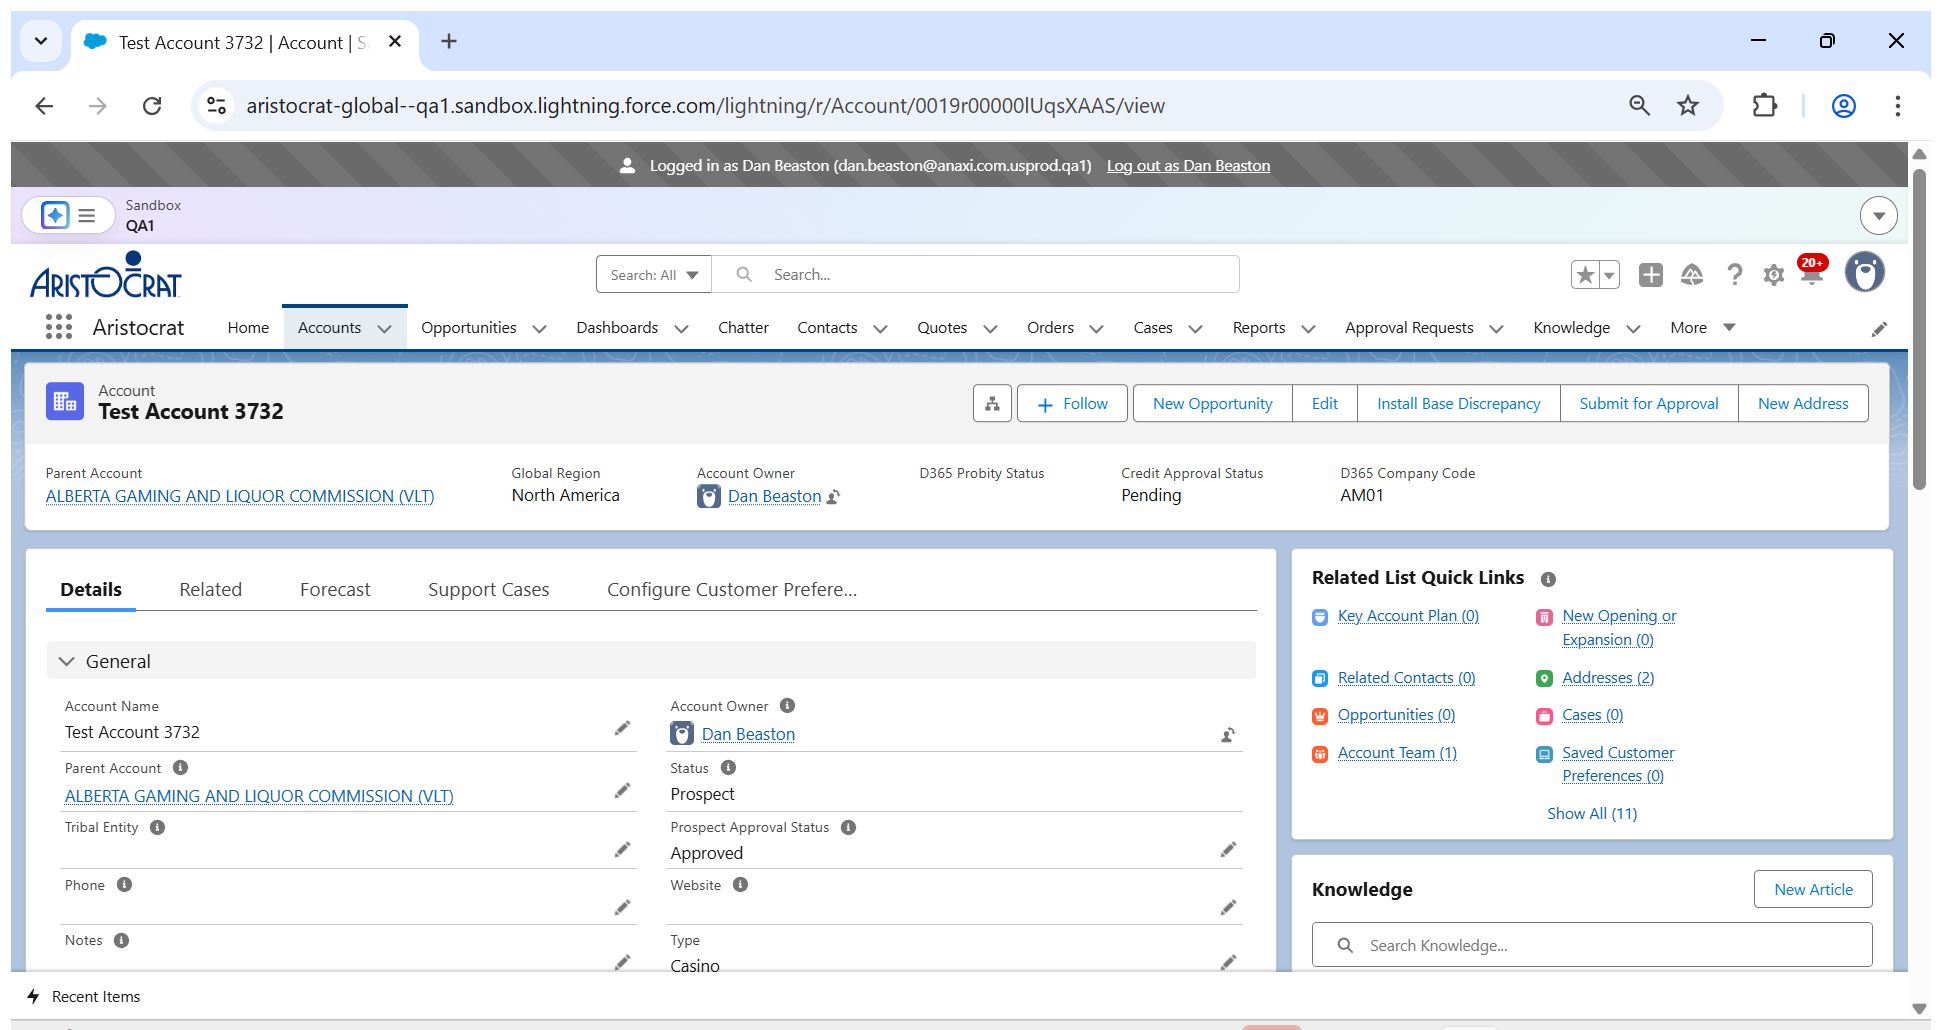 Test Account 3732 | Account | S
aristocrat-global--qa1.sandbox.lightning.force.com/lightning/r/Account/0019r00000lUqsXAAS/view
Logged in as Dan Beaston (dan.beaston@anaxi.com.usprod.qa1) Log out as Dan Beaston
Sandbox
QA1
ARISTOCRAT
Search: All Search...
20+
Aristocrat Home Accounts Opportunities Dashboards Chatter Contacts Quotes Orders Cases Reports Approval Requests Knowledge More
Account
Test Account 3732
Follow New Opportunity Edit Install Base Discrepancy Submit for Approval New Address
Parent Account Global Region Account Owner D365 Probity Status Credit Approval Status D365 Company Code
ALBERTA GAMING AND LIQUOR COMMISSION (VLT) North America Dan Beaston Pending AM01
Details Related Forecast Support Cases Configure Customer Prefere...
General
Account Name Account Owner
Test Account 3732 Dan Beaston
Parent Account Status
ALBERTA GAMING AND LIQUOR COMMISSION (VLT) Prospect
Tribal Entity Prospect Approval Status
Approved
Phone Website
Notes Type
Casino
Related List Quick Links
Key Account Plan (0) New Opening or
Expansion (0)
Related Contacts (0) Addresses (2)
Opportunities (0) Cases (0)
Account Team (1) Saved Customer
Preferences (0)
Show All (11)
Knowledge New Article
Search Knowledge...
Recent Items